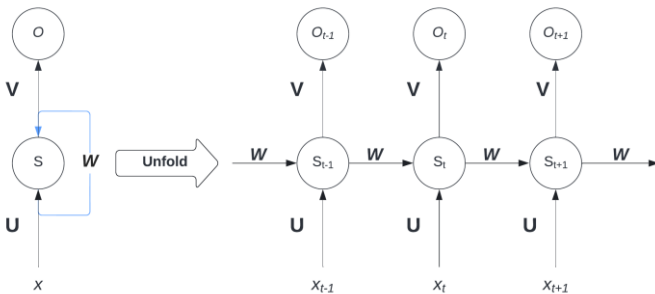 O O_{t-1} O_t O_{t+1}
V V V V
S W Unfold W S_{t-1} W S_t W S_{t+1} W
U U U U
x x_{t-1} x_t x_{t+1}